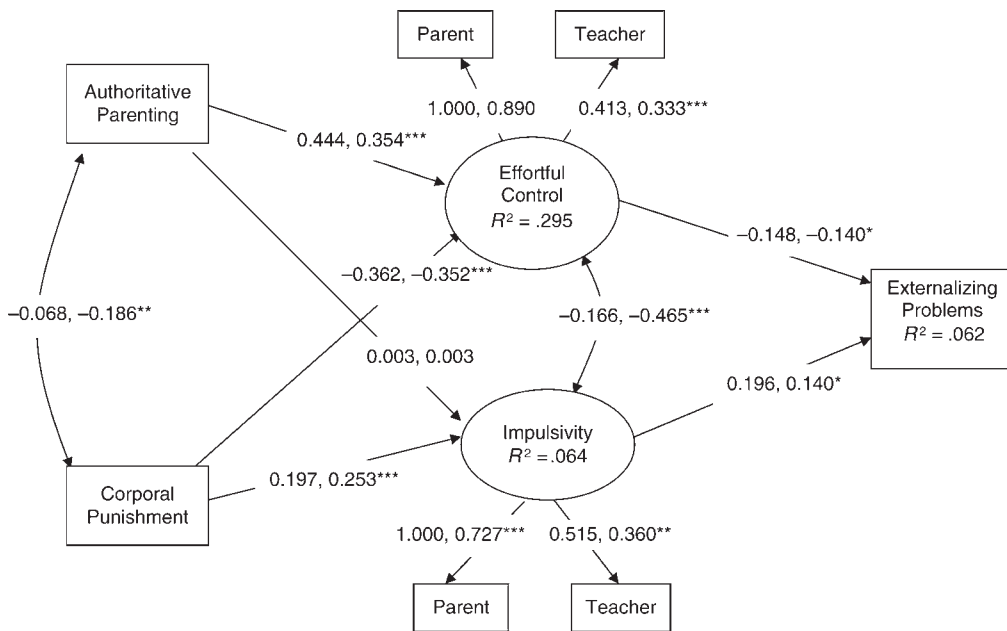 Parent
Teacher
Authoritative
Parenting
1.000, 0.890
0.413, 0.333***
0.444, 0.354***
Effortful
Control
R² = .295
–0.148, –0.140*
–0.362, –0.352***
Externalizing
Problems
R² = .062
–0.068, –0.186**
–0.166, –0.465***
0.003, 0.003
0.196, 0.140*
Impulsivity
R² =.064
0.197, 0.253***
Corporal
Punishment
1.000, 0.727***
0.515, 0.360**
Parent
Teacher